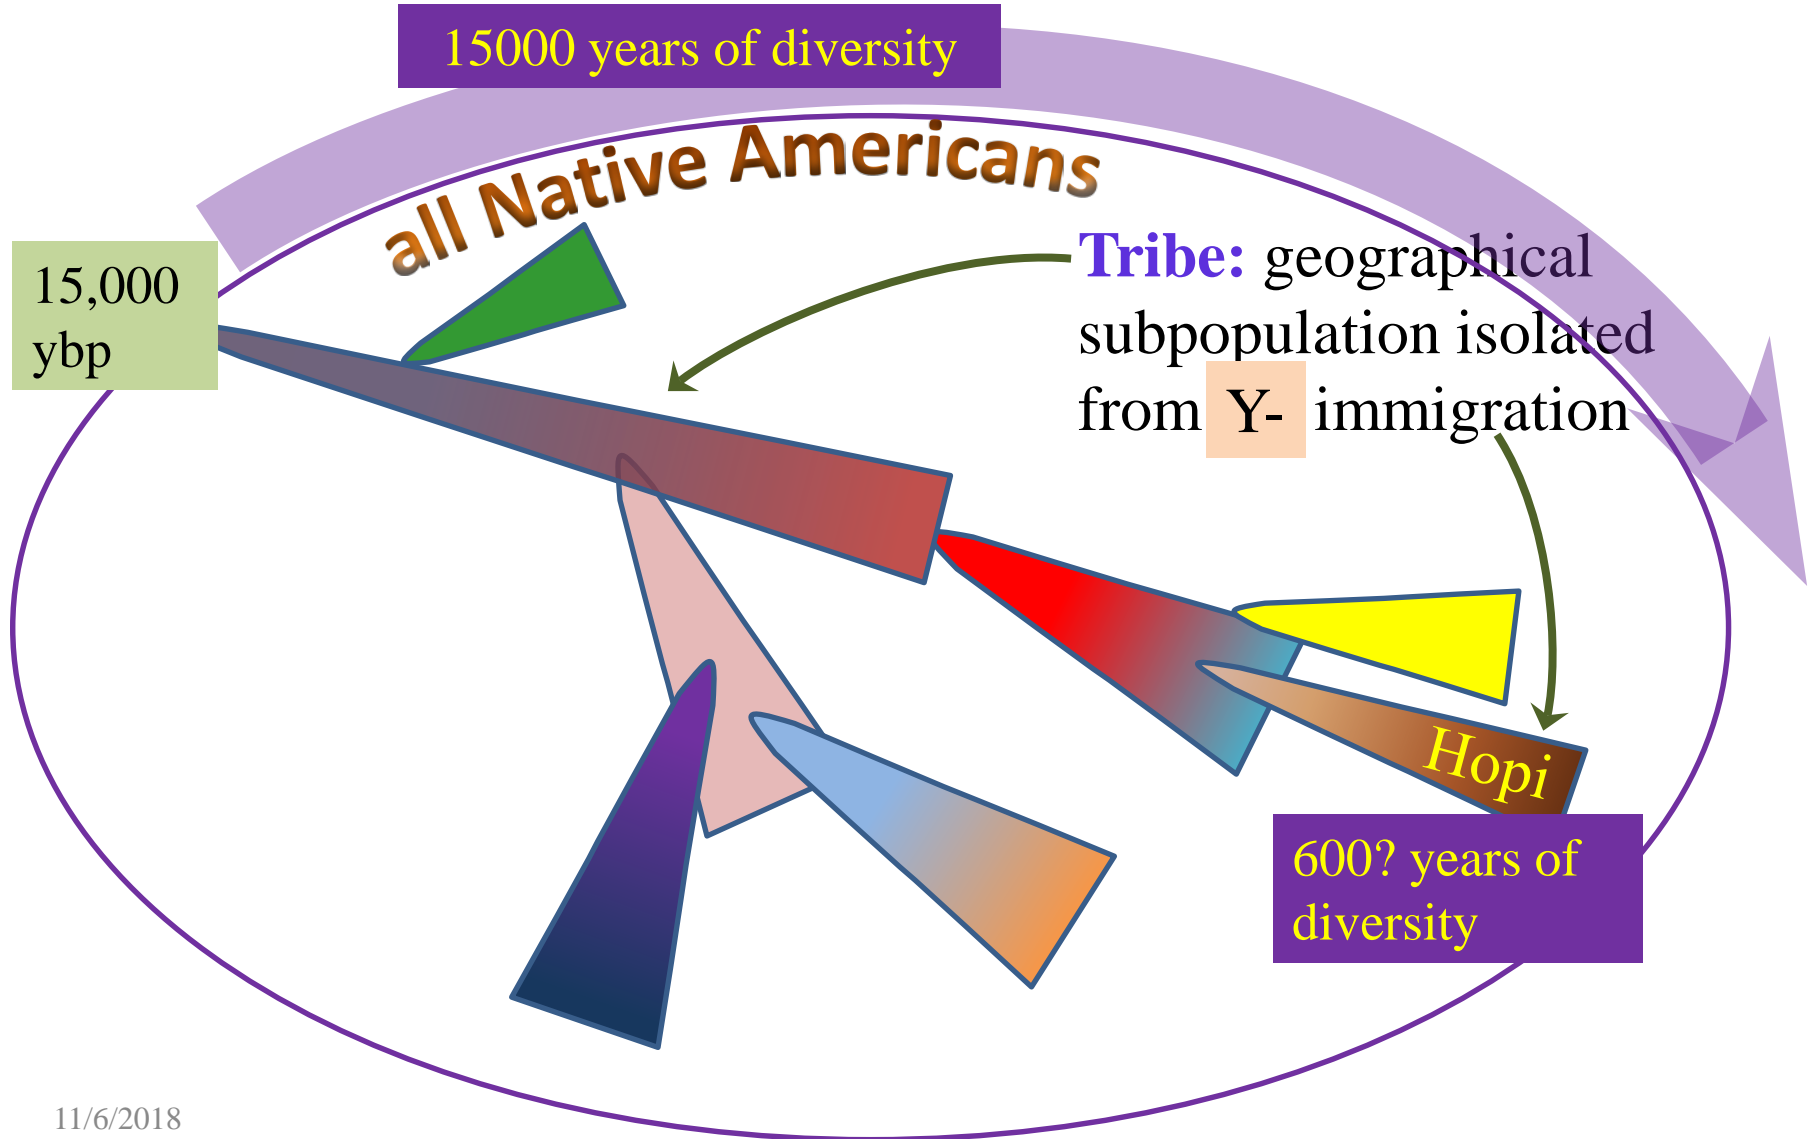 15000 years of diversity
all Native Americans
15,000
ybp
Tribe: geographical
subpopulation isolated
from Y- immigration
Hopi
600? years of
diversity
11/6/2018